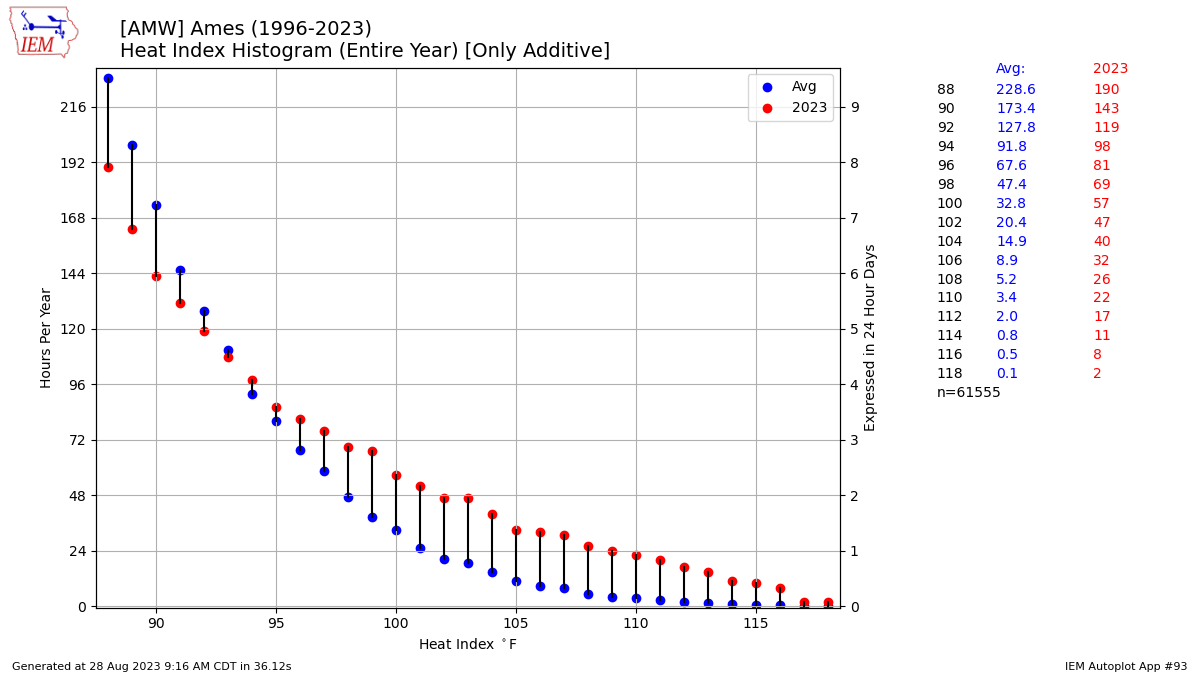 IEM
[AMW] Ames (1996-2023)
Heat Index Histogram (Entire Year) [Only Additive]
Avg
2023
216
192
168
144
120
96
72
48
24
0
Hours Per Year
90
95
100
105
110
115
Heat Index °F
9
8
7
6
5
4
3
2
1
0
Expressed in 24 Hour Days
Avg: 2023
88 228.6 190
90 173.4 143
92 127.8 119
94 91.8 98
96 67.6 81
98 47.4 69
100 32.8 57
102 20.4 47
104 14.9 40
106 8.9 32
108 5.2 26
110 3.4 22
112 2.0 17
114 0.8 11
116 0.5 8
118 0.1 2
n=61555
Generated at 28 Aug 2023 9:16 AM CDT in 36.12s
IEM Autoplot App #93